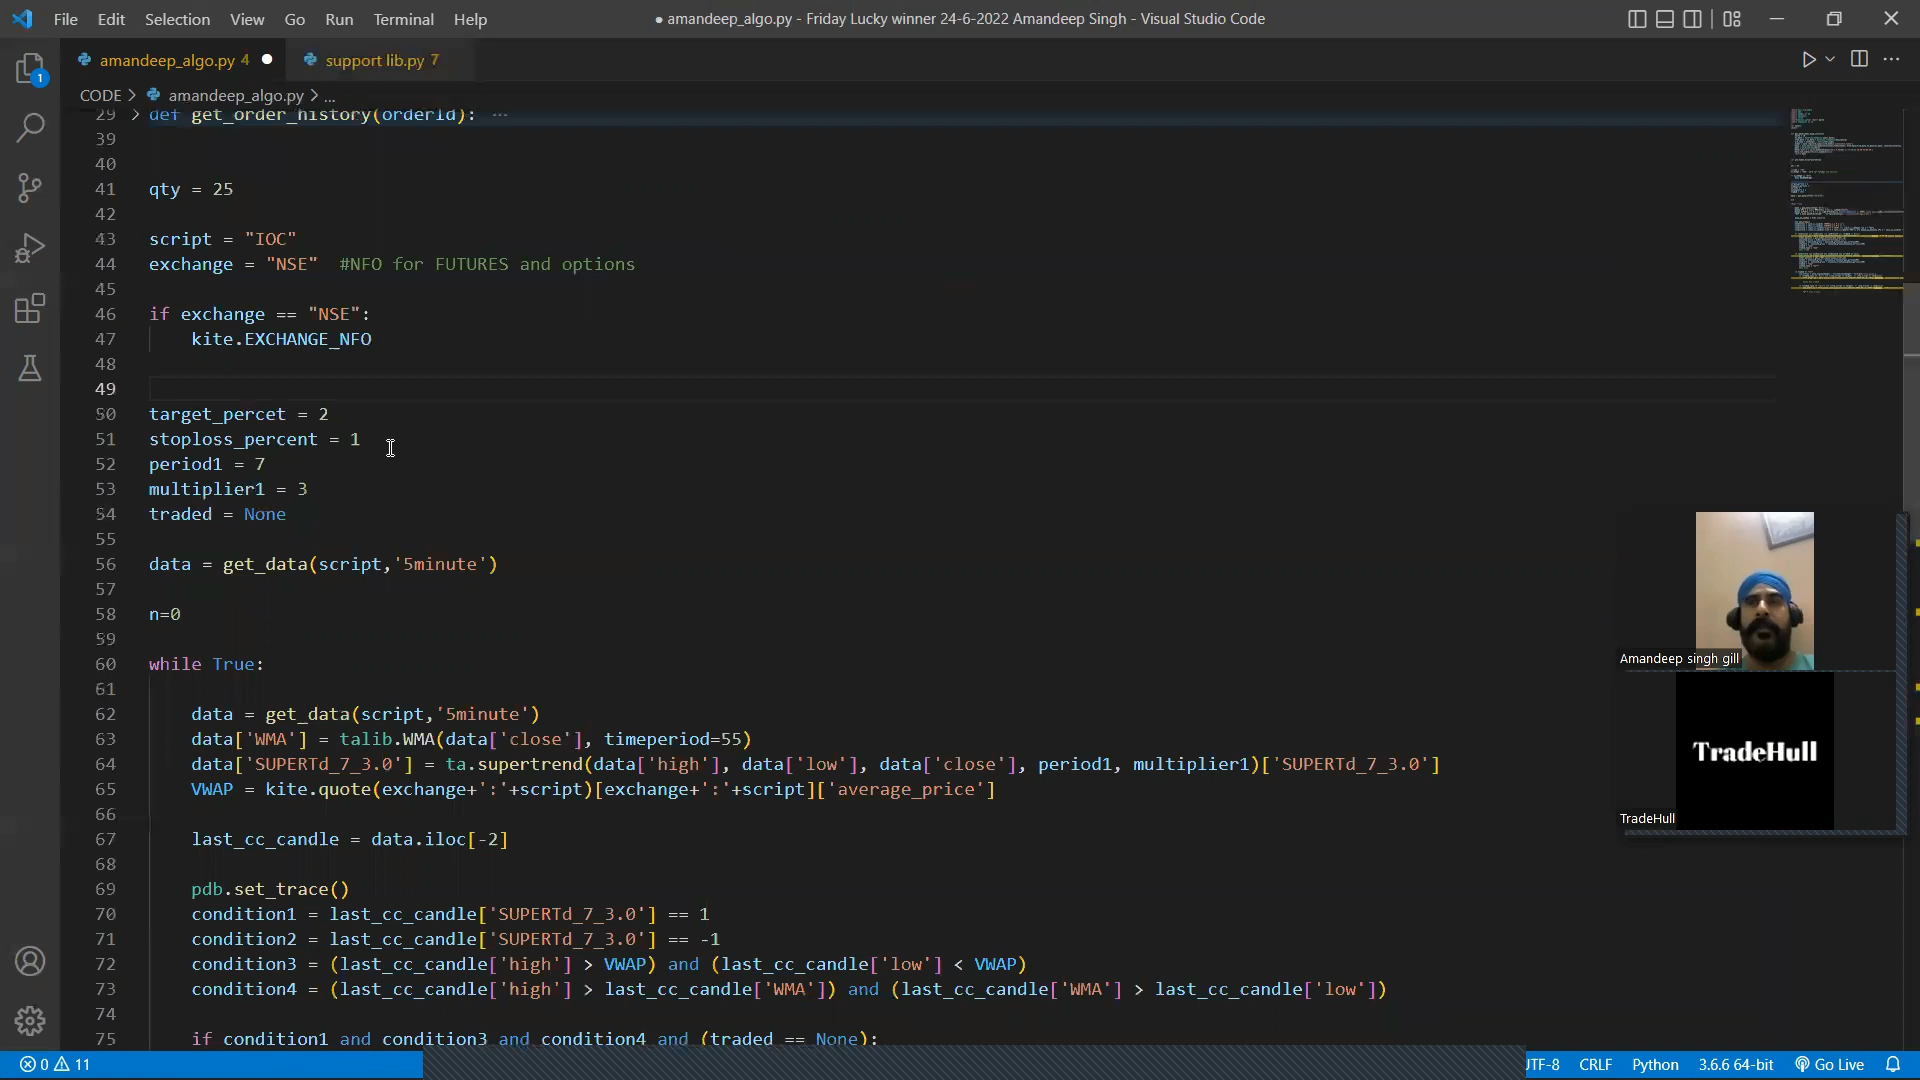 File Edit Selection View Go Run Terminal Help
● amandeep_algo.py - Friday Lucky winner 24-6-2022 Amandeep Singh - Visual Studio Code
amandeep_algo.py 4
support lib.py 7
CODE > amandeep_algo.py > ...
1
29 def get_order_history(orderId): ...
39
40
41 qty = 25
42
43 script = "IOC"
44 exchange = "NSE"  #NFO for FUTURES and options
45
46 if exchange == "NSE":
47     kite.EXCHANGE_NFO
48
49
50 target_percet = 2
51 stoploss_percent = 1
52 period1 = 7
53 multiplier1 = 3
54 traded = None
55
56 data = get_data(script,'5minute')
57
58 n=0
59
60 while True:
61
62     data = get_data(script,'5minute')
63     data['WMA'] = talib.WMA(data['close'], timeperiod=55)
64     data['SUPERTd_7_3.0'] = ta.supertrend(data['high'], data['low'], data['close'], period1, multiplier1)['SUPERTd_7_3.0']
65     VWAP = kite.quote(exchange+':'+script)[exchange+':'+script]['average_price']
66
67     last_cc_candle = data.iloc[-2]
68
69     pdb.set_trace()
70     condition1 = last_cc_candle['SUPERTd_7_3.0'] == 1
71     condition2 = last_cc_candle['SUPERTd_7_3.0'] == -1
72     condition3 = (last_cc_candle['high'] > VWAP) and (last_cc_candle['low'] < VWAP)
73     condition4 = (last_cc_candle['high'] > last_cc_candle['WMA']) and (last_cc_candle['WMA'] > last_cc_candle['low'])
74
75     if condition1 and condition3 and condition4 and (traded == None):
Amandeep singh gill
TradeHull
TradeHull
0 11
UTF-8 CRLF Python 3.6.6 64-bit Go Live